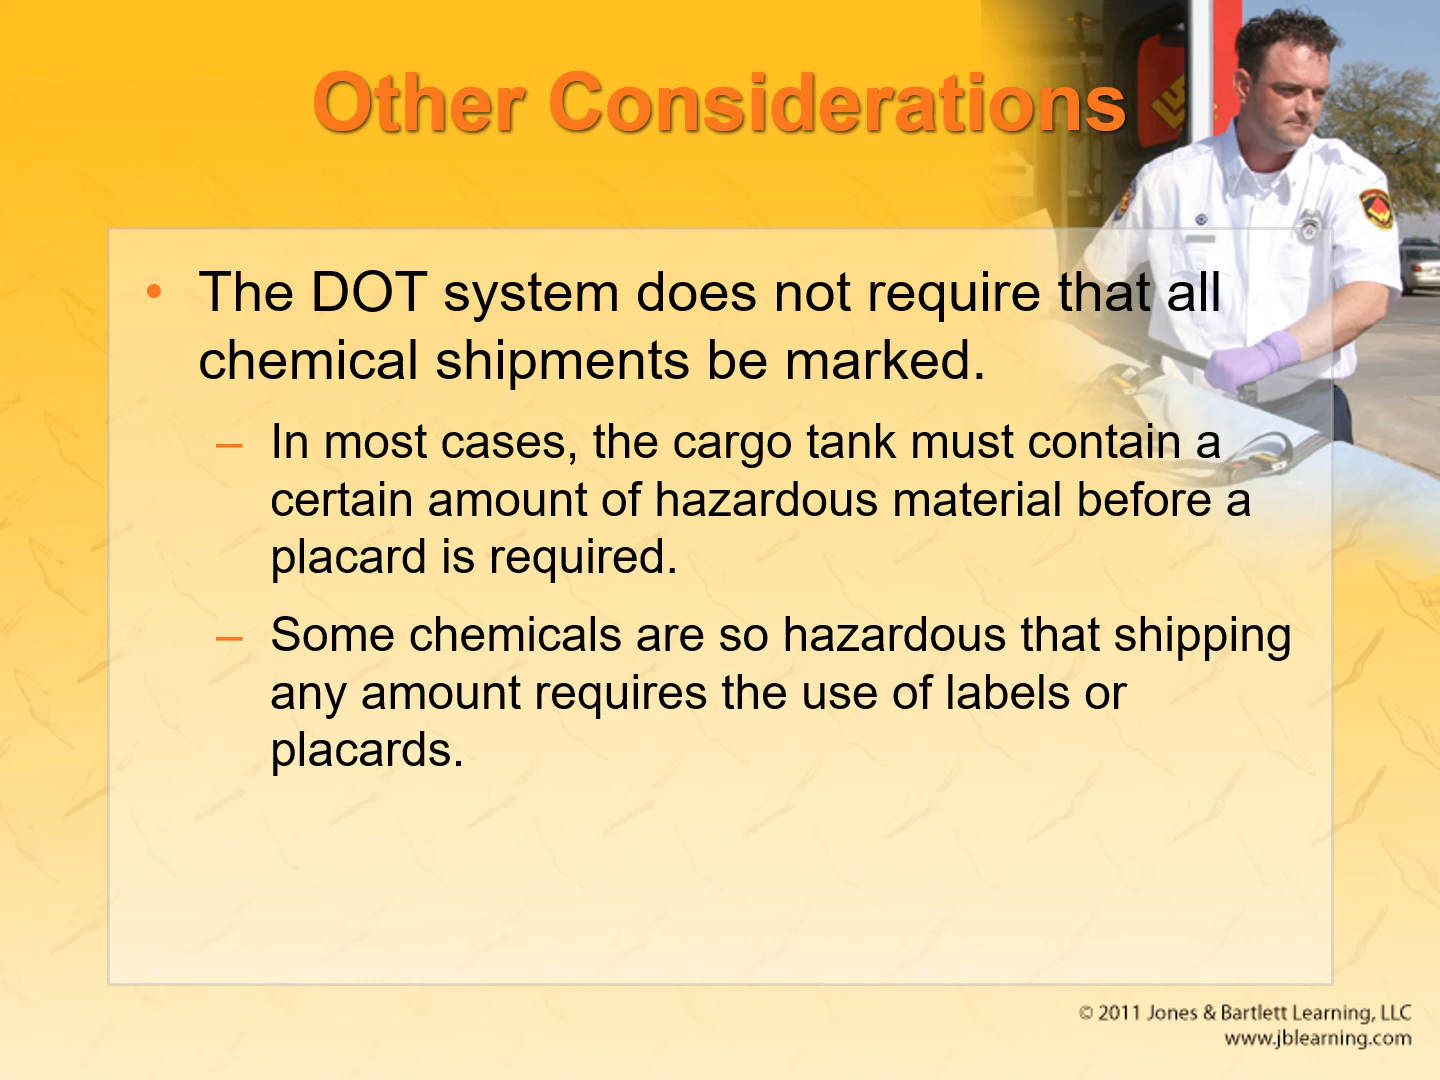 Other Considerations
• The DOT system does not require that all
chemical shipments be marked.
– In most cases, the cargo tank must contain a
certain amount of hazardous material before a
placard is required.
– Some chemicals are so hazardous that shipping
any amount requires the use of labels or
placards.
© 2011 Jones & Bartlett Learning, LLC
www.jblearning.com